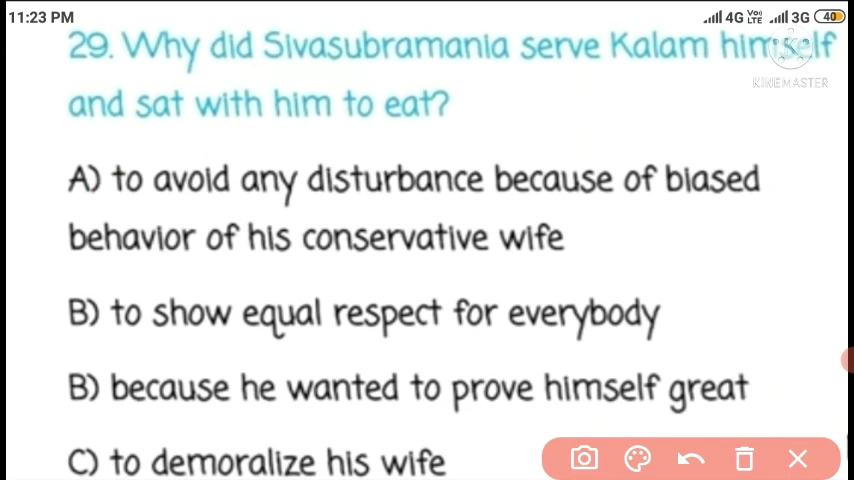 11:23 PM 4G Vo LTE 3G 40
29. Why did Sivasubramania serve Kalam himself
KINEMASTER
and sat with him to eat?
A) to avoid any disturbance because of biased
behavior of his conservative wife
B) to show equal respect for everybody
B) because he wanted to prove himself great
C) to demoralize his wife